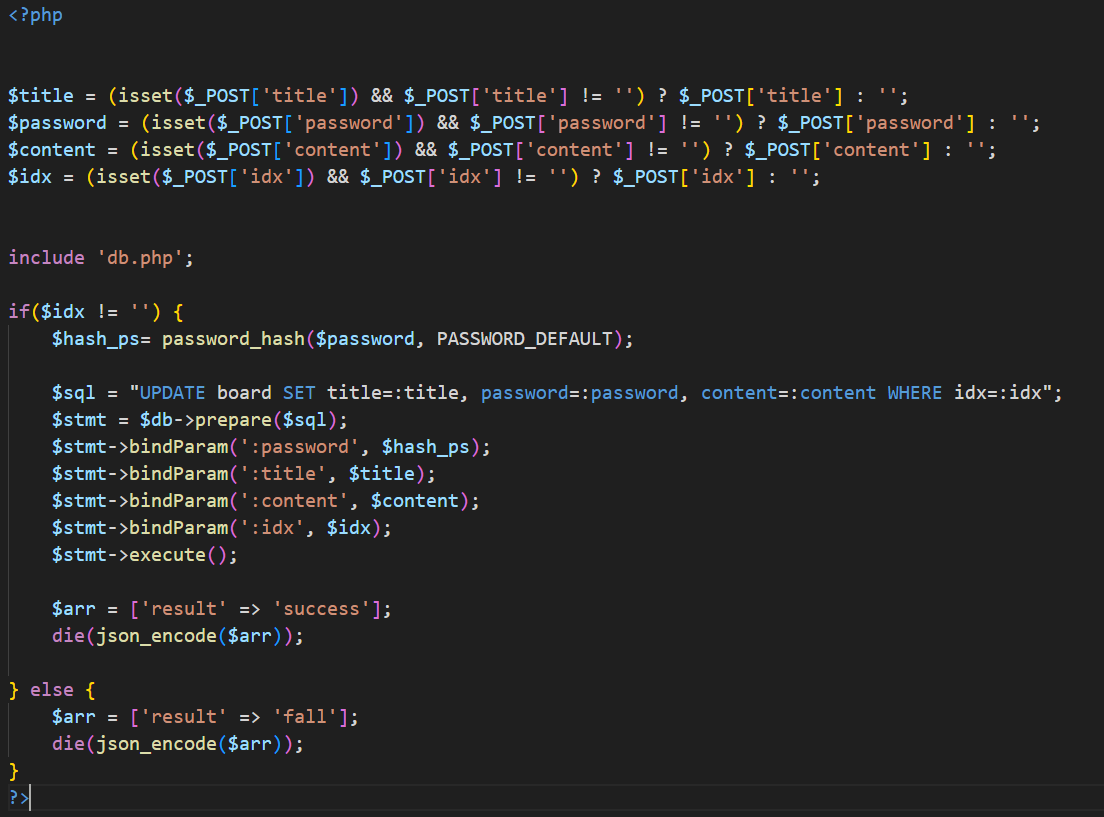 <?php
$title = (isset($_POST['title']) && $_POST['title'] != '') ? $_POST['title'] : '';
$password = (isset($_POST['password']) && $_POST['password'] != '') ? $_POST['password'] : '';
$content = (isset($_POST['content']) && $_POST['content'] != '') ? $_POST['content'] : '';
$idx = (isset($_POST['idx']) && $_POST['idx'] != '') ? $_POST['idx'] : '';
include 'db.php';
if($idx != '') {
    $hash_ps= password_hash($password, PASSWORD_DEFAULT);
    $sql = "UPDATE board SET title=:title, password=:password, content=:content WHERE idx=:idx";
    $stmt = $db->prepare($sql);
    $stmt->bindParam(':password', $hash_ps);
    $stmt->bindParam(':title', $title);
    $stmt->bindParam(':content', $content);
    $stmt->bindParam(':idx', $idx);
    $stmt->execute();
    $arr = ['result' => 'success'];
    die(json_encode($arr));
} else {
    $arr = ['result' => 'fall'];
    die(json_encode($arr));
}
?>